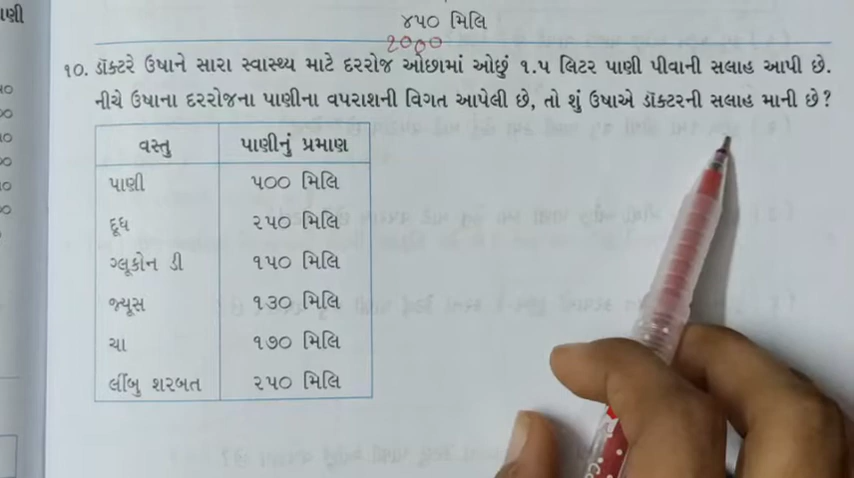 ણી
૪૫૦ મિલિ
2000
૧૦. ડૉક્ટરે ઉષાને સારા સ્વાસ્થ્ય માટે દરરોજ ઓછામાં ઓછું ૧.૫ લિટર પાણી પીવાની સલાહ આપી છે.
નીચે ઉષાના દરરોજના પાણીના વપરાશની વિગત આપેલી છે, તો શું ઉષાએ ડૉક્ટરની સલાહ માની છે?
વસ્તુ પાણીનું પ્રમાણ
પાણી ૫૦૦ મિલિ
દૂધ ૨૫૦ મિલિ
ગ્લૂકોન ડી ૧૫૦ મિલિ
જ્યૂસ ૧૩૦ મિલિ
ચા ૧૭૦ મિલિ
લીંબુ શરબત ૨૫૦ મિલિ